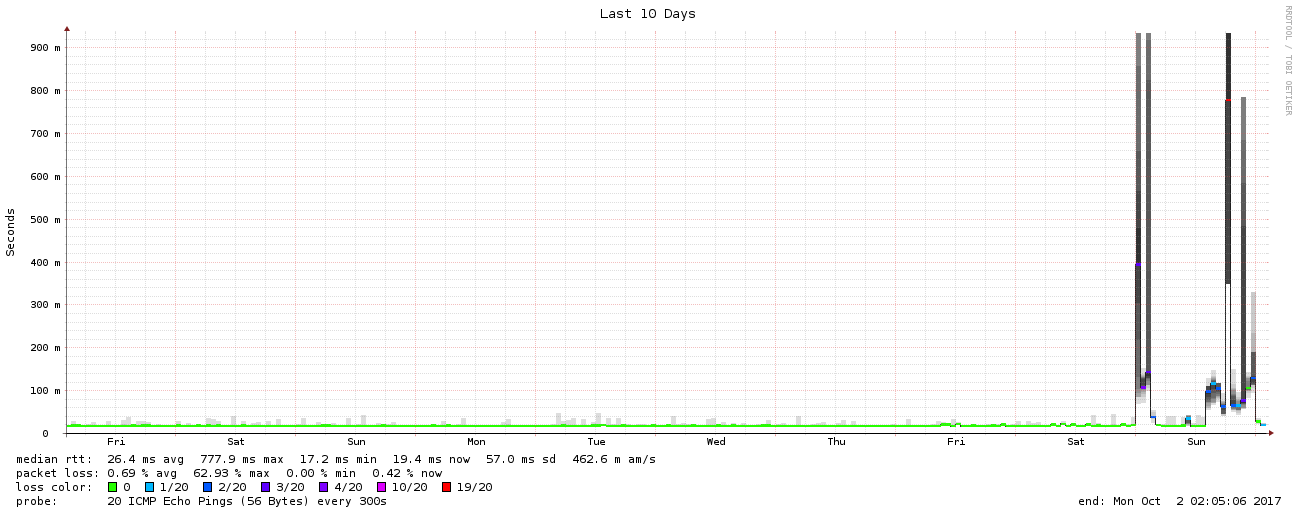 Last 10 Days
RRDTOOL / TOBI OETIKER
Seconds
900 m
800 m
700 m
600 m
500 m
400 m
300 m
200 m
100 m
0
Fri Sat Sun Mon Tue Wed Thu Fri Sat Sun
median rtt: 26.4 ms avg 777.9 ms max 17.2 ms min 19.4 ms now 57.0 ms sd 462.6 m am/s
packet loss: 0.69 % avg 62.93 % max 0.00 % min 0.42 % now
loss color: 0 1/20 2/20 3/20 4/20 10/20 19/20
probe: 20 ICMP Echo Pings (56 Bytes) every 300s end: Mon Oct 2 02:05:06 2017